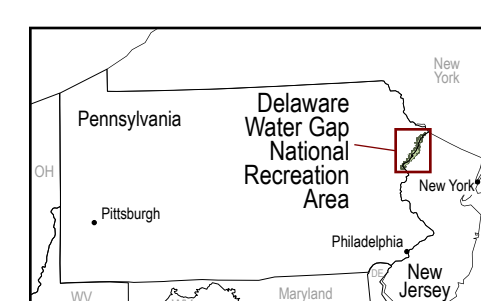 New
York
Pennsylvania
Delaware
Water Gap
National
Recreation
Area
OH
New York
Pittsburgh
Philadelphia
DE
New
Jersey
WV
Maryland